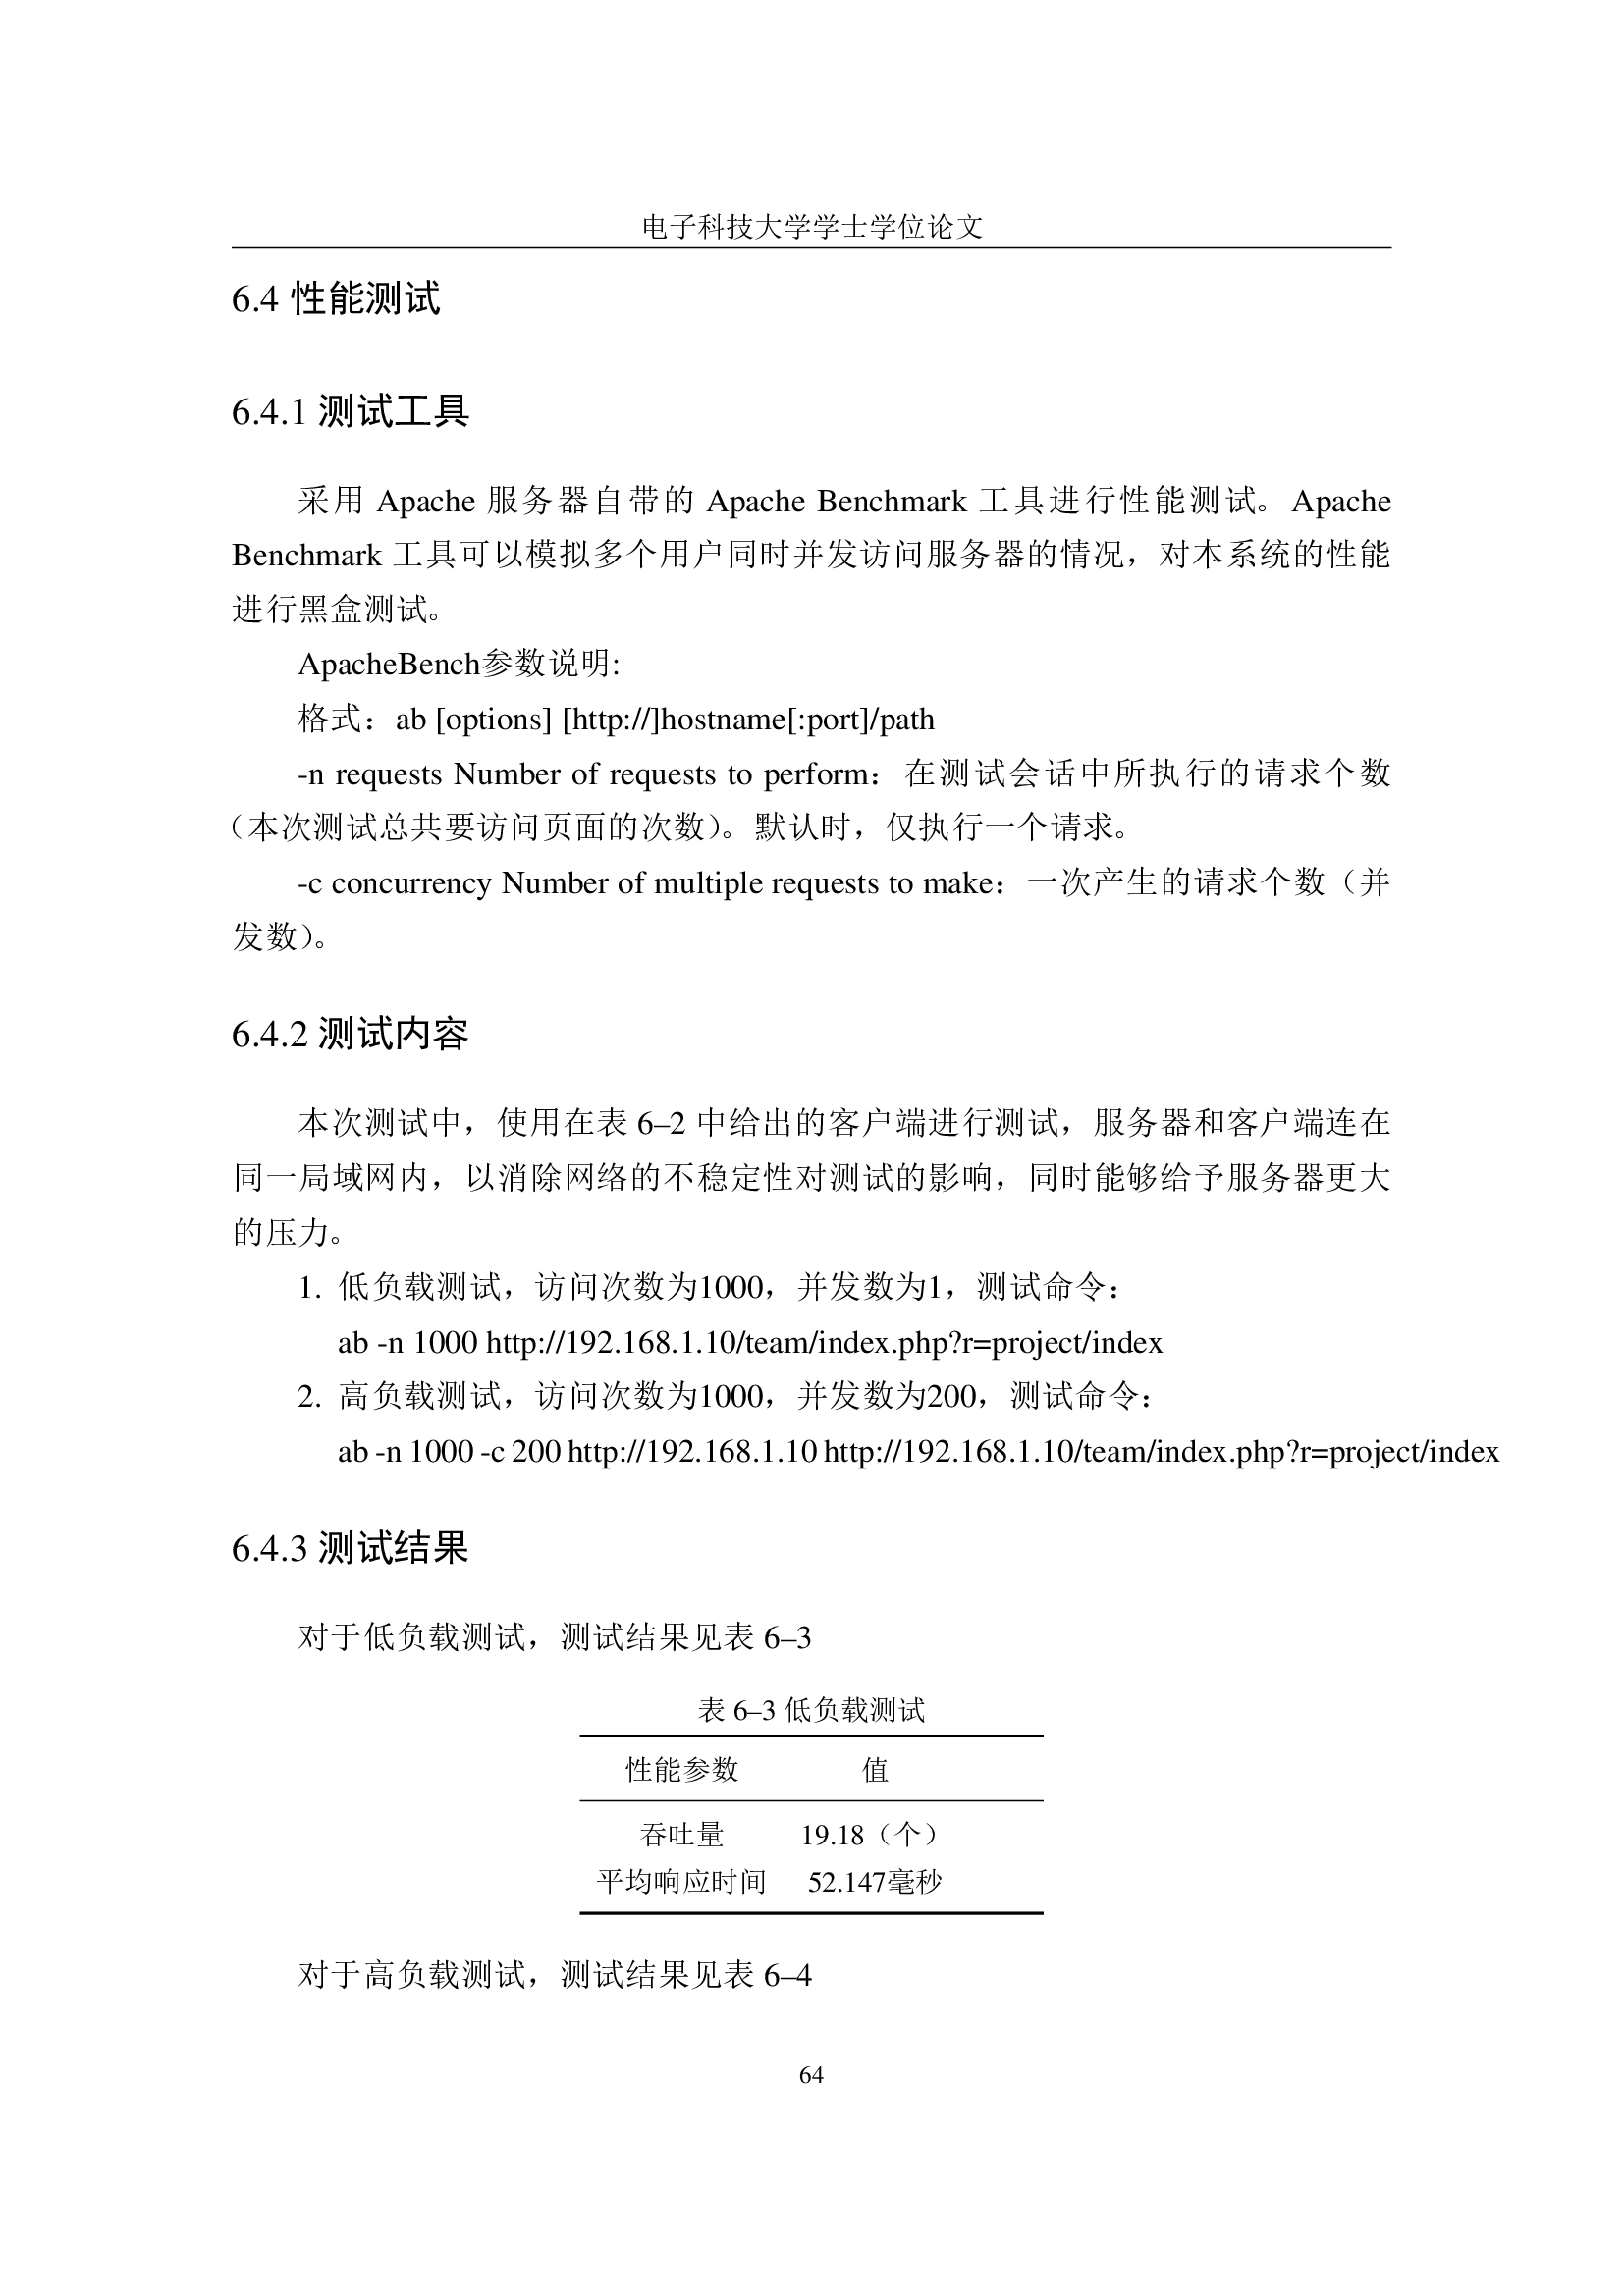 电子科技大学学士学位论文
6.4 性能测试
6.4.1 测试工具
采用 Apache 服务器自带的 Apache Benchmark 工具进行性能测试。Apache
Benchmark 工具可以模拟多个用户同时并发访问服务器的情况，对本系统的性能
进行黑盒测试。
ApacheBench参数说明:
格式：ab [options] [http://]hostname[:port]/path
-n requests Number of requests to perform：在测试会话中所执行的请求个数
（本次测试总共要访问页面的次数）。默认时，仅执行一个请求。
-c concurrency Number of multiple requests to make：一次产生的请求个数（并
发数）。
6.4.2 测试内容
本次测试中，使用在表 6–2 中给出的客户端进行测试，服务器和客户端连在
同一局域网内，以消除网络的不稳定性对测试的影响，同时能够给予服务器更大
的压力。
1. 低负载测试，访问次数为1000，并发数为1，测试命令：
ab -n 1000 http://192.168.1.10/team/index.php?r=project/index
2. 高负载测试，访问次数为1000，并发数为200，测试命令：
ab -n 1000 -c 200 http://192.168.1.10 http://192.168.1.10/team/index.php?r=project/index
6.4.3 测试结果
对于低负载测试，测试结果见表 6–3
表 6–3 低负载测试
性能参数 值
吞吐量 19.18（个）
平均响应时间 52.147毫秒
对于高负载测试，测试结果见表 6–4
64